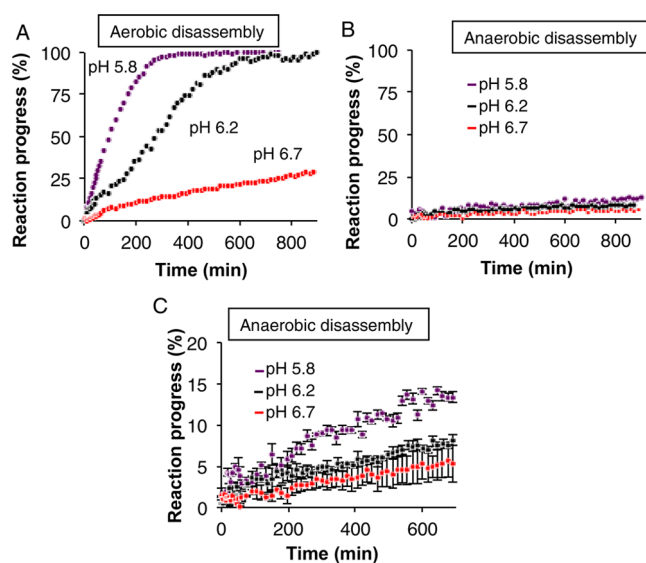 A
Aerobic disassembly
Reaction progress (%)
100
75
50
25
0
pH 5.8
pH 6.2
pH 6.7
0 200 400 600 800
Time (min)
B
Anaerobic disassembly
Reaction progress (%)
100
75
50
25
0
pH 5.8
pH 6.2
pH 6.7
0 200 400 600 800
Time (min)
C
Anaerobic disassembly
Reaction progress (%)
20
15
10
5
0
pH 5.8
pH 6.2
pH 6.7
0 200 400 600
Time (min)